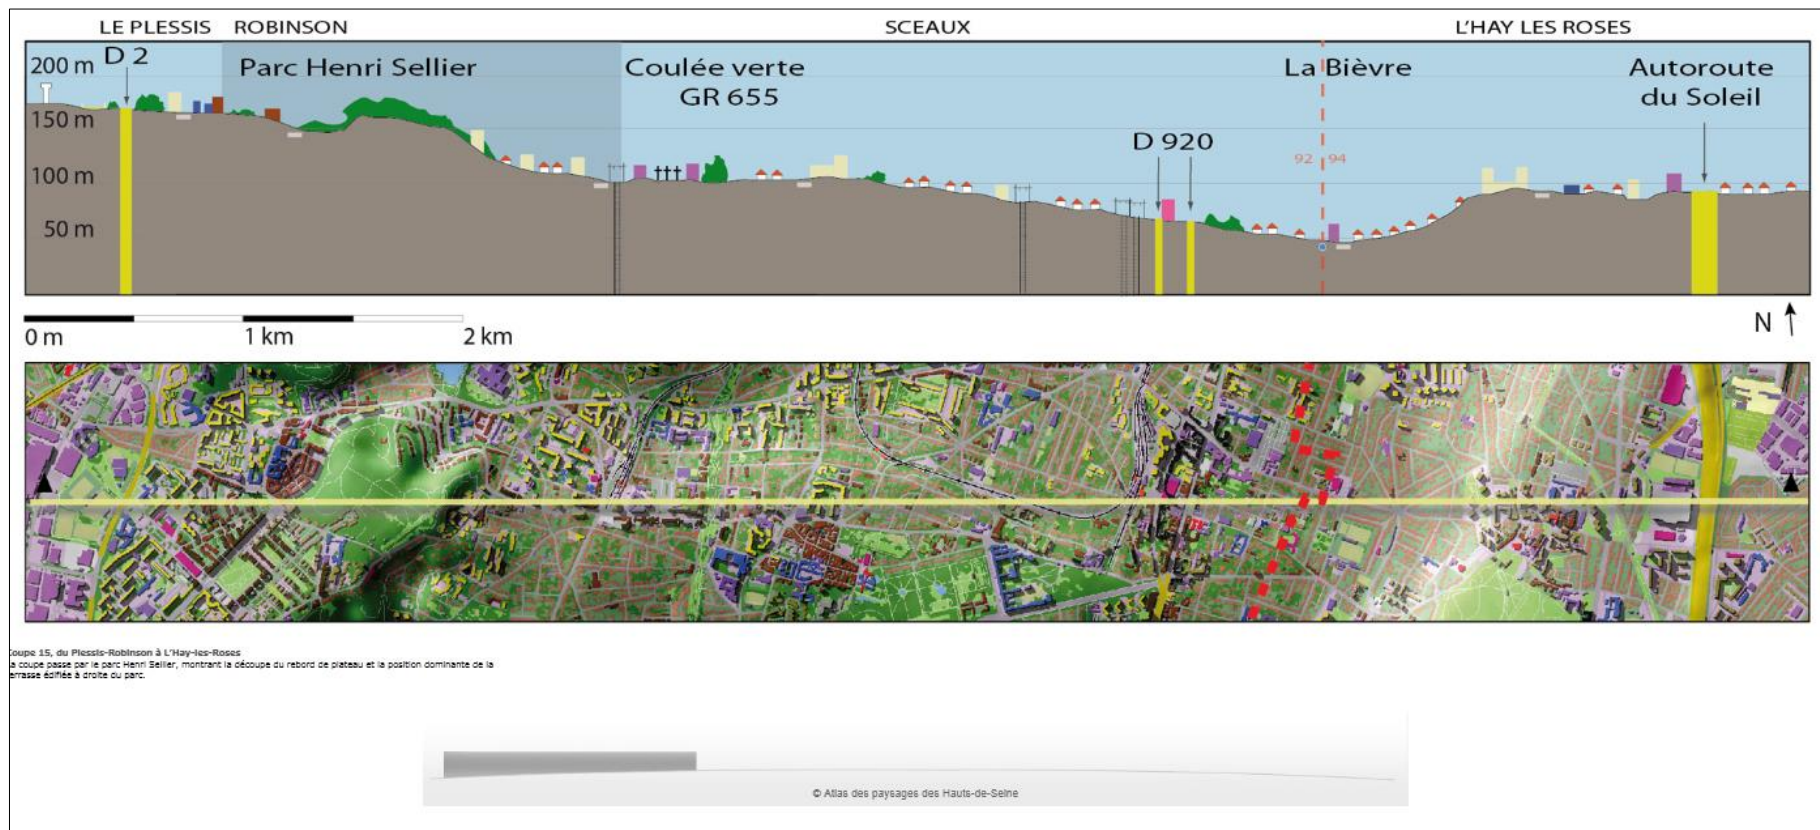 LE PLESSIS ROBINSON SCEAUX L'HAY LES ROSES
D 2
200 m
Parc Henri Sellier
Coulée verte
GR 655
La Bièvre
Autoroute
du Soleil
150 m
D 920
92 94
100 m
50 m
0 m 1 km 2 km
N
Coupe 15, du Plessis-Robinson à L'Hay-les-Roses
La coupe passe par le parc Henri Sellier, montrant la découpe du rebord de plateau et la position dominante de la
terrasse édifiée à droite du parc.
© Atlas des paysages des Hauts-de-Seine